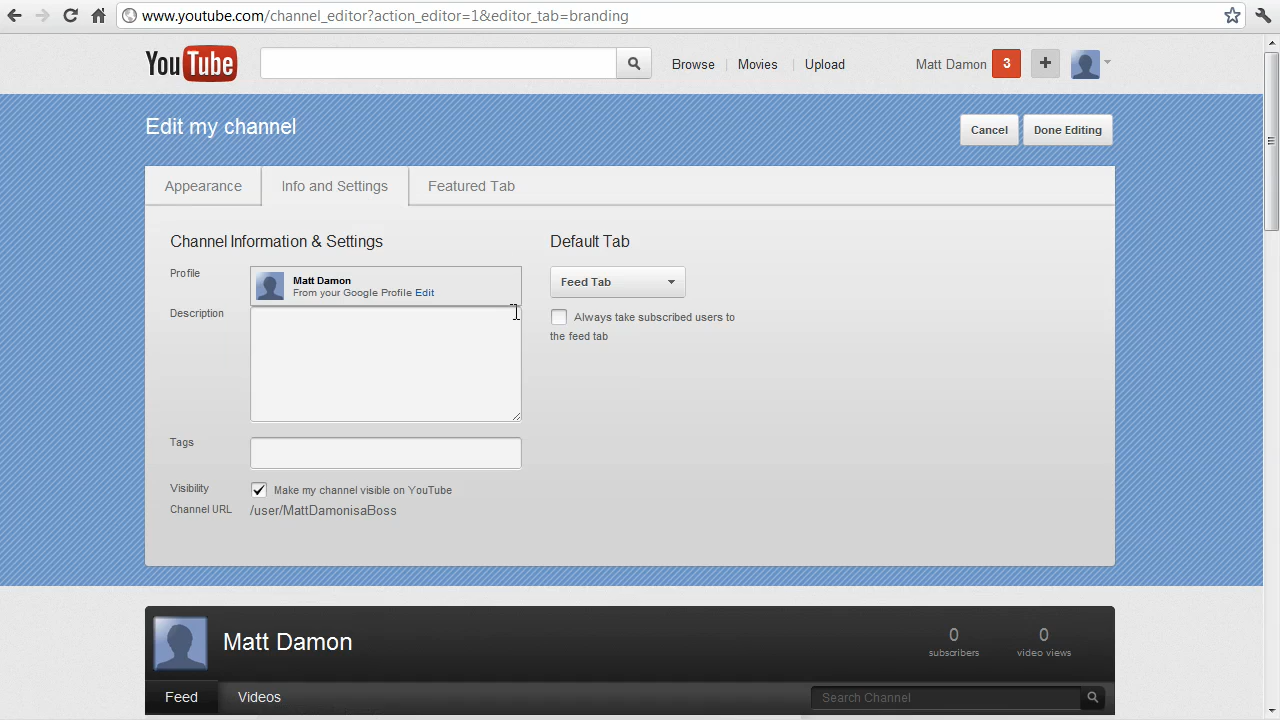 www.youtube.com/channel_editor?action_editor=1&editor_tab=branding
YouTube
Browse Movies Upload Matt Damon 3
Edit my channel
Cancel Done Editing
Appearance Info and Settings Featured Tab
Channel Information & Settings
Default Tab
Profile
Matt Damon
From your Google Profile Edit
Feed Tab
Description
Always take subscribed users to
the feed tab
Tags
Visibility
Make my channel visible on YouTube
Channel URL
/user/MattDamonisaBoss
Matt Damon
0
subscribers
0
video views
Feed Videos
Search Channel